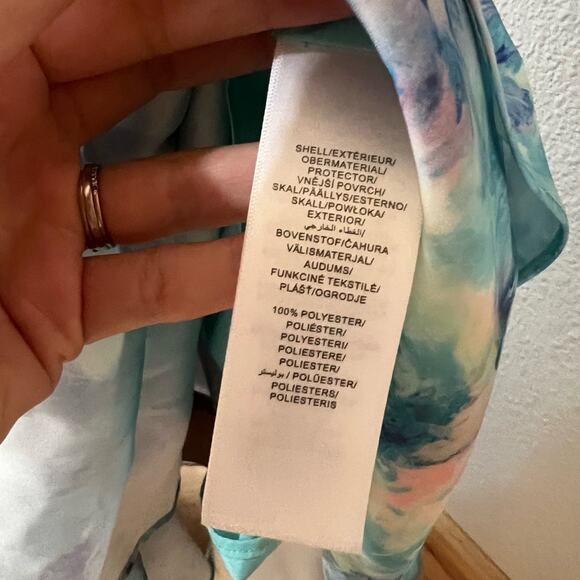 SHELL/EXTÉRIEUR/
OBERMATERIAL/
PROTECTOR/
VNĚJŠÍ POVRCH/
SKAL/PÄÄLLYS/ESTERNO/
SKALL/POWŁOKA/
EXTERIOR/
الغطاء الخارجي/
BOVENSTOF/ČAHURA
VÄLISMATERJAL/
AUDUMS/
FUNKCINĖ TEKSTILĖ/
PLÁŠŤ/OGRODJE
100% POLYESTER/
POLIÉSTER/
POLYESTERI/
POLIESTERE/
POLIESTER/
بوليستر / POLÜESTER/
POLIESTERS/
POLIESTERIS